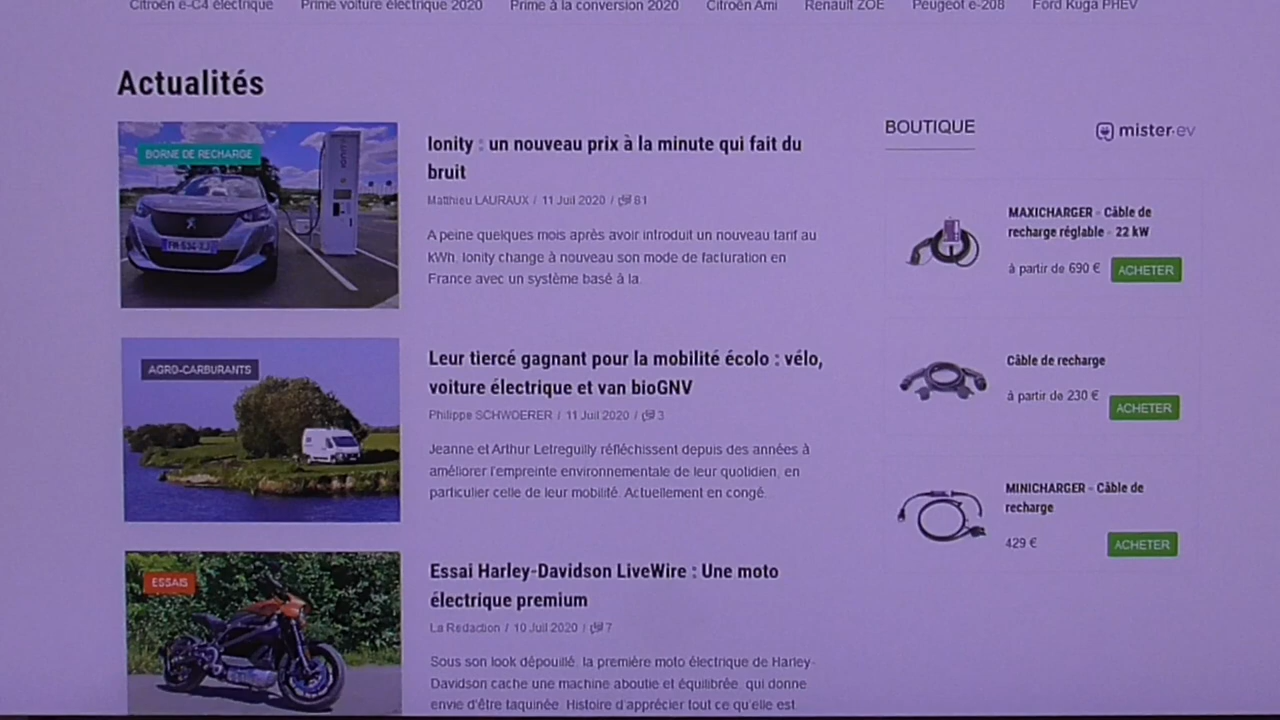 Citroën ë-C4 électrique Prime voiture électrique 2020 Prime à la conversion 2020 Citroën Ami Renault ZOE Peugeot e-208 Ford Kuga PHEV
Actualités
BORNE DE RECHARGE
IONITY
Ionity : un nouveau prix à la minute qui fait du
bruit
Matthieu LAURAUX / 11 Juil 2020 / 61
A peine quelques mois après avoir introduit un nouveau tarif au
kWh, Ionity change à nouveau son mode de facturation en
France avec un système basé à la.
AGRO-CARBURANTS
Leur tiercé gagnant pour la mobilité écolo : vélo,
voiture électrique et van bioGNV
Philippe SCHWOERER / 11 Juil 2020 / 3
Jeanne et Arthur Letreguilly réfléchissent depuis des années à
améliorer l'empreinte environnementale de leur quotidien, en
particulier celle de leur mobilité. Actuellement en congé.
ESSAIS
Essai Harley-Davidson LiveWire : Une moto
électrique premium
La Redaction / 10 Juil 2020 / 7
Sous son look dépouillé, la première moto électrique de Harley-
Davidson cache une machine aboutie et équilibrée, qui donne
envie d'être taquinée. Histoire d'apprécier tout ce qu'elle est
BOUTIQUE
mister-ev
MAXICHARGER - Câble de
recharge réglable - 22 kW
à partir de 690 € ACHETER
Câble de recharge
à partir de 230 €
ACHETER
MINICHARGER - Câble de
recharge
429 € ACHETER